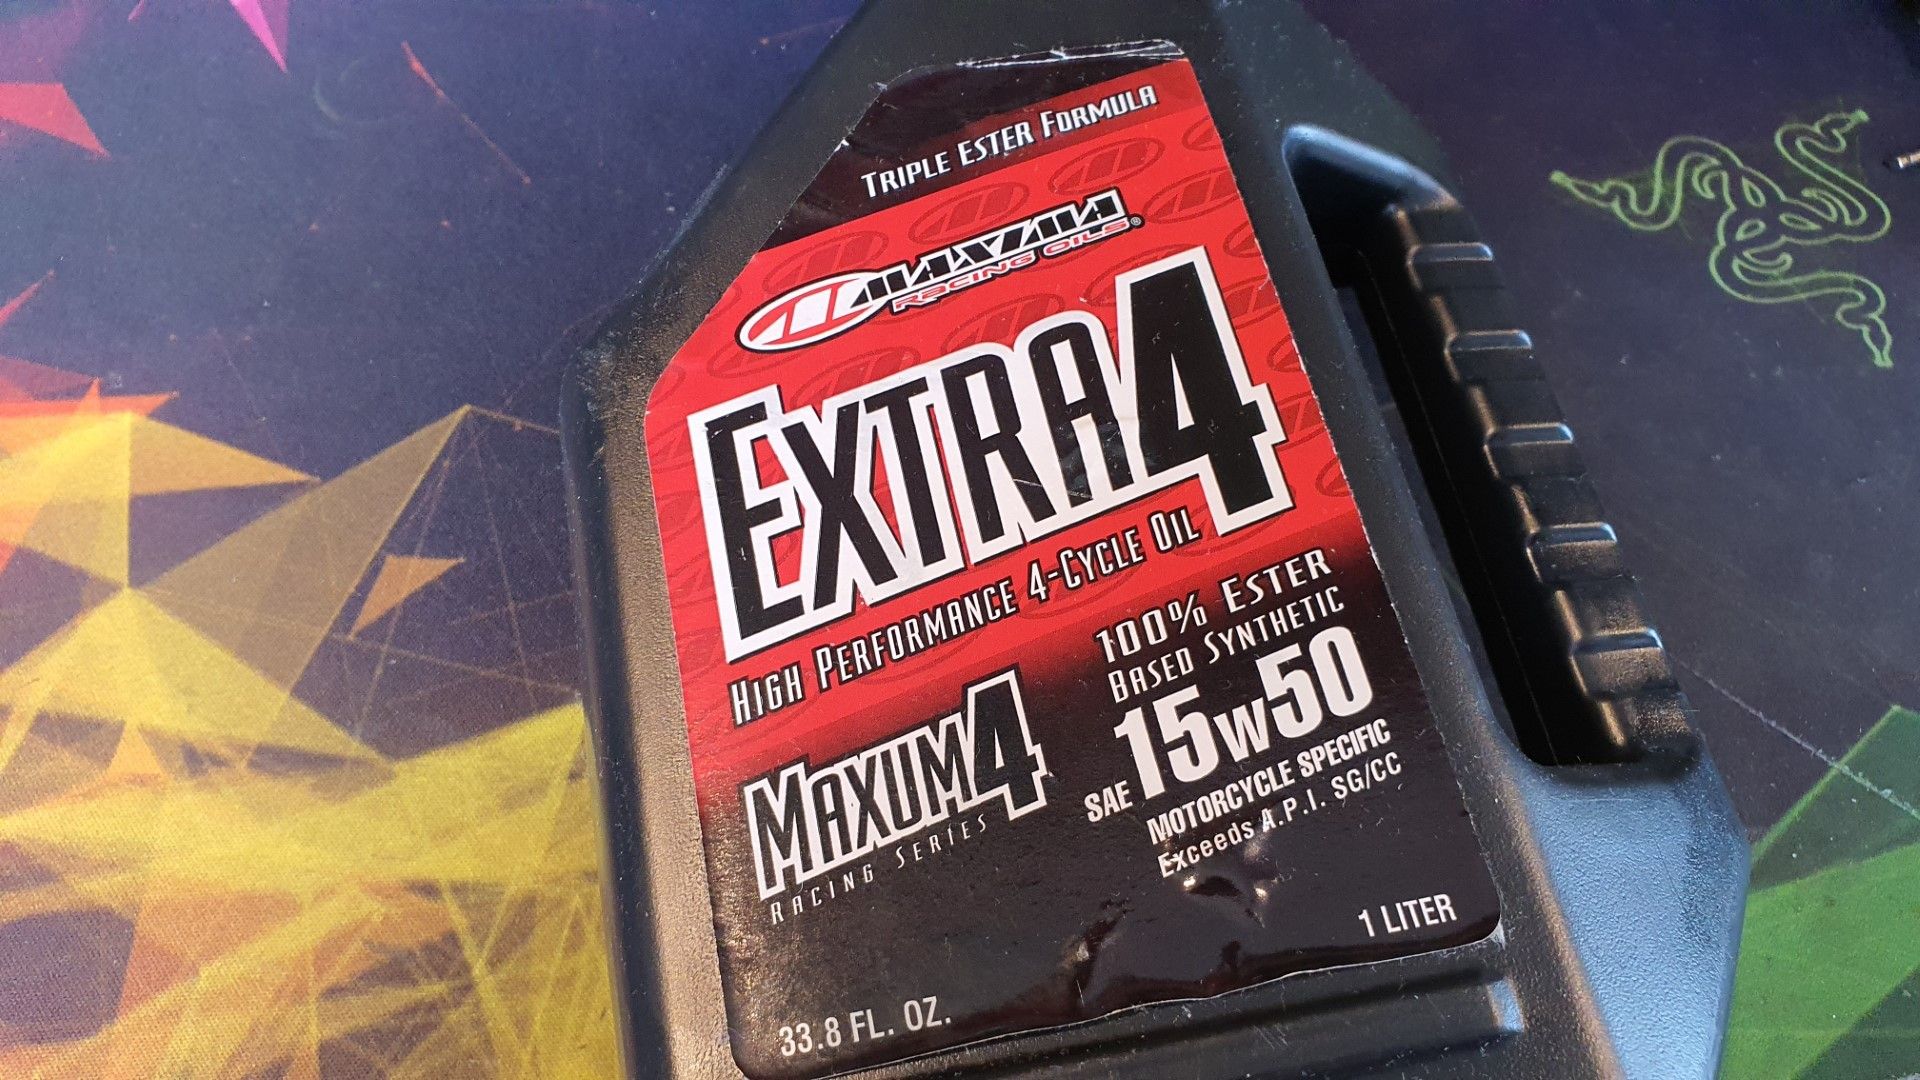 TRIPLE ESTER FORMULA
MAXIMA®
RACING OILS
EXTRA4
HIGH PERFORMANCE 4-CYCLE OIL
100% ESTER
BASED SYNTHETIC
SAE 15W50
MOTORCYCLE SPECIFIC
Exceeds A.P.I. SG/CC
MAXUM4
RACING SERIES
33.8 FL. OZ.
1 LITER